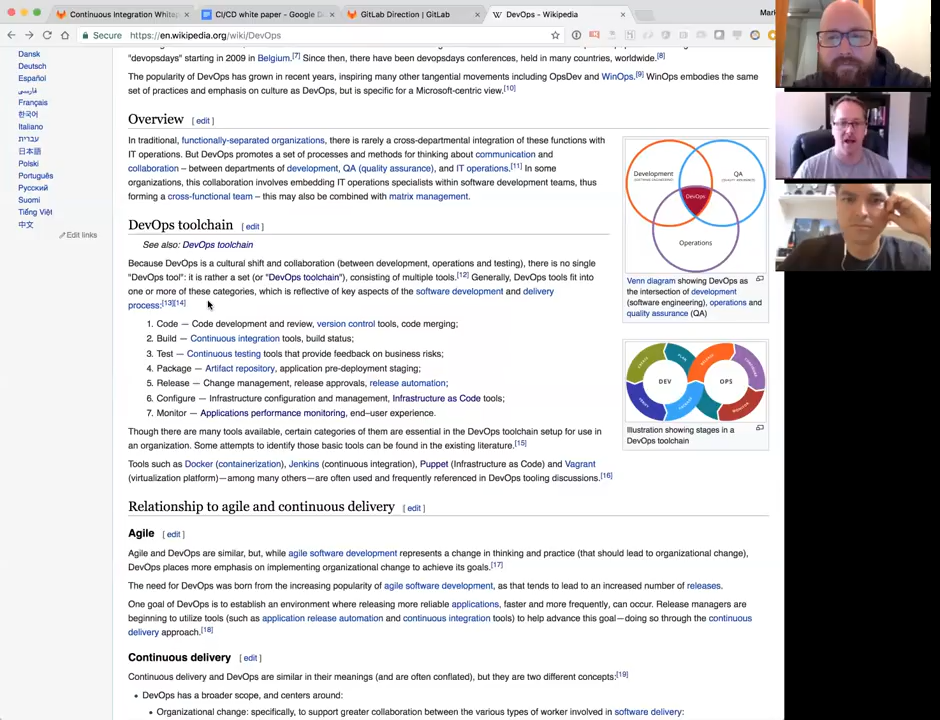 Continuous Integration Whitep
CI/CD white paper - Google D
GitLab Direction | GitLab
DevOps - Wikipedia
Mark
Secure
https://en.wikipedia.org/wiki/DevOps
Dansk
Deutsch
Español
فارسی
Français
한국어
Italiano
עברית
日本語
Polski
Português
Русский
Suomi
Tiếng Việt
中文
Edit links
"devopsdays" starting in 2009 in Belgium.[7] Since then, there have been devopsdays conferences, held in many countries, worldwide.[8]
The popularity of DevOps has grown in recent years, inspiring many other tangential movements including OpsDev and WinOps.[9] WinOps embodies the same
set of practices and emphasis on culture as DevOps, but is specific for a Microsoft-centric view.[10]
Overview [ edit ]
In traditional, functionally-separated organizations, there is rarely a cross-departmental integration of these functions with
IT operations. But DevOps promotes a set of processes and methods for thinking about communication and
collaboration – between departments of development, QA (quality assurance), and IT operations.[11] In some
organizations, this collaboration involves embedding IT operations specialists within software development teams, thus
forming a cross-functional team – this may also be combined with matrix management.
DevOps toolchain [ edit ]
See also: DevOps toolchain
Because DevOps is a cultural shift and collaboration (between development, operations and testing), there is no single
"DevOps tool": it is rather a set (or "DevOps toolchain"), consisting of multiple tools.[12] Generally, DevOps tools fit into
one or more of these categories, which is reflective of key aspects of the software development and delivery
process:[13][14]
1. Code — Code development and review, version control tools, code merging;
2. Build — Continuous integration tools, build status;
3. Test — Continuous testing tools that provide feedback on business risks;
4. Package — Artifact repository, application pre-deployment staging;
5. Release — Change management, release approvals, release automation;
6. Configure — Infrastructure configuration and management, Infrastructure as Code tools;
7. Monitor — Applications performance monitoring, end–user experience.
Though there are many tools available, certain categories of them are essential in the DevOps toolchain setup for use in
an organization. Some attempts to identify those basic tools can be found in the existing literature.[15]
Tools such as Docker (containerization), Jenkins (continuous integration), Puppet (Infrastructure as Code) and Vagrant
(virtualization platform)—among many others—are often used and frequently referenced in DevOps tooling discussions.[16]
Development
QA
DevOps
Operations
Venn diagram showing DevOps as
the intersection of development
(software engineering), operations and
quality assurance (QA)
DEV
OPS
PLAN
Illustration showing stages in a
DevOps toolchain
Relationship to agile and continuous delivery [ edit ]
Agile [ edit ]
Agile and DevOps are similar, but, while agile software development represents a change in thinking and practice (that should lead to organizational change),
DevOps places more emphasis on implementing organizational change to achieve its goals.[17]
The need for DevOps was born from the increasing popularity of agile software development, as that tends to lead to an increased number of releases.
One goal of DevOps is to establish an environment where releasing more reliable applications, faster and more frequently, can occur. Release managers are
beginning to utilize tools (such as application release automation and continuous integration tools) to help advance this goal—doing so through the continuous
delivery approach.[18]
Continuous delivery [ edit ]
Continuous delivery and DevOps are similar in their meanings (and are often conflated), but they are two different concepts:[19]
• DevOps has a broader scope, and centers around:
• Organizational change: specifically, to support greater collaboration between the various types of worker involved in software delivery: